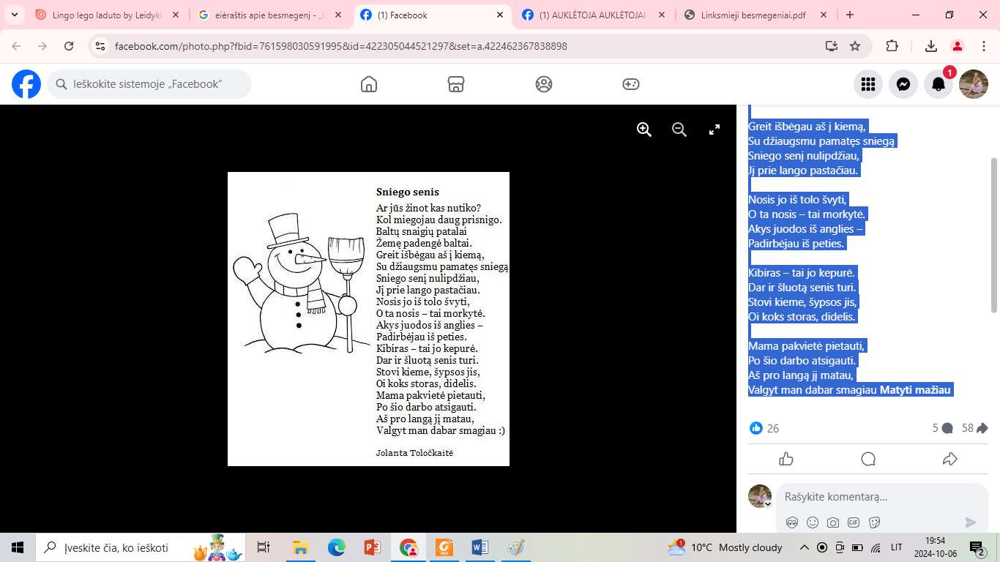 Lingo lego laduto by Leidykl
eiėraštis apie besmegenį - „G
(1) Facebook
(1) AUKLĖTOJA AUKLĖTOJAI
Linksmieji besmegeniai.pdf
facebook.com/photo.php?fbid=761598030591995&id=422305044521297&set=a.422462367838898
Ieškokite sistemoje „Facebook“
1
Sniego senis
Ar jūs žinot kas nutiko?
Kol miegojau daug prisnigo.
Baltų snaigių patalai
Žemę padengė baltai.
Greit išbėgau aš į kiemą,
Su džiaugsmu pamatęs sniegą
Sniego senį nulipdžiau,
Jį prie lango pastačiau.
Nosis jo iš tolo švyti,
O ta nosis – tai morkytė.
Akys juodos iš anglies –
Padirbėjau iš peties.
Kibiras – tai jo kepurė.
Dar ir šluotą senis turi.
Stovi kieme, šypsos jis,
Oi koks storas, didelis.
Mama pakvietė pietauti,
Po šio darbo atsigauti.
Aš pro langą jį matau,
Valgyt man dabar smagiau :)
Jolanta Toločkaitė
Greit išbėgau aš į kiemą,
Su džiaugsmu pamatęs sniegą
Sniego senį nulipdžiau,
Jį prie lango pastačiau.
Nosis jo iš tolo švyti,
O ta nosis – tai morkytė.
Akys juodos iš anglies –
Padirbėjau iš peties.
Kibiras – tai jo kepurė.
Dar ir šluotą senis turi.
Stovi kieme, šypsos jis,
Oi koks storas, didelis.
Mama pakvietė pietauti,
Po šio darbo atsigauti.
Aš pro langą jį matau,
Valgyt man dabar smagiau Matyti mažiau
26
5
58
Rašykite komentarą...
GIF
Įveskite čia, ko ieškoti
PDF
1
10°C Mostly cloudy
LIT
19:54
2024-10-06
2